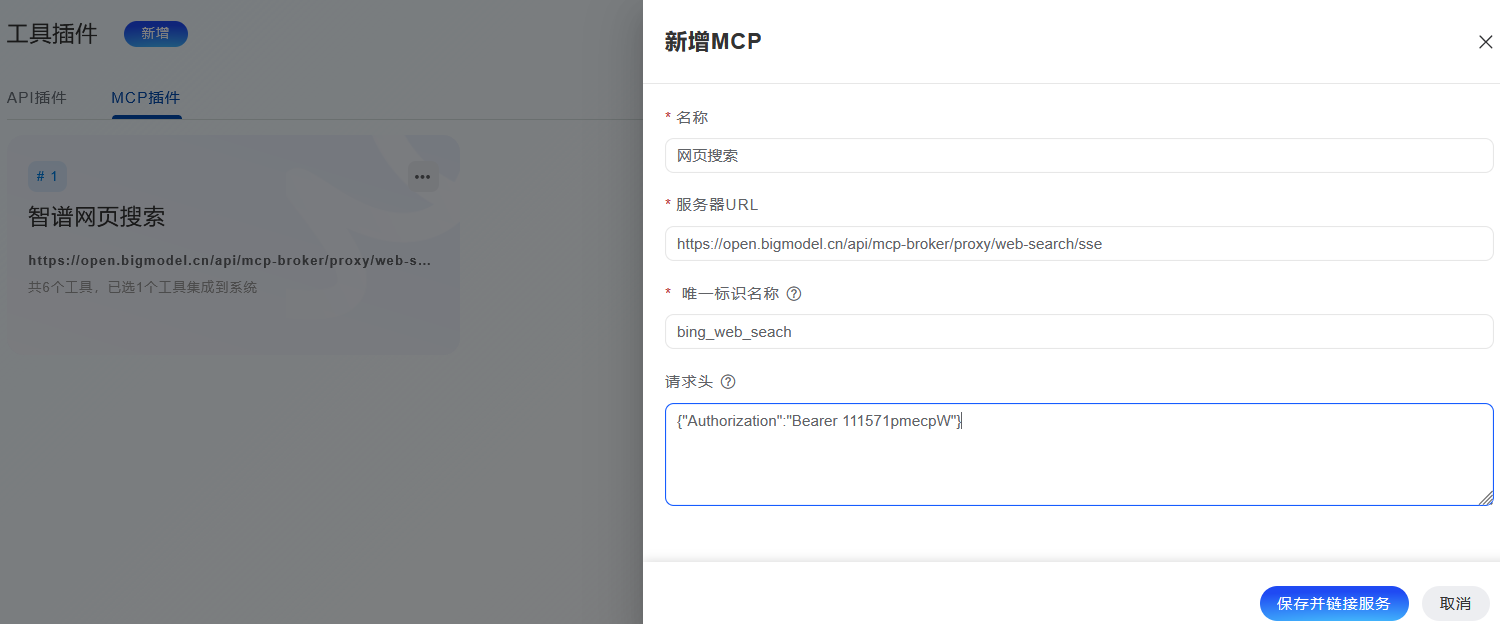 工具插件
新增
API插件
MCP插件
# 1
•••
智谱网页搜索
https://open.bigmodel.cn/api/mcp-broker/proxy/web-s...
共6个工具，已选1个工具集成到系统
新增MCP
* 名称
网页搜索
* 服务器URL
https://open.bigmodel.cn/api/mcp-broker/proxy/web-search/sse
* 唯一标识名称 ?
bing_web_seach
请求头 ?
{"Authorization":"Bearer 111571pmecpW"}
保存并链接服务
取消